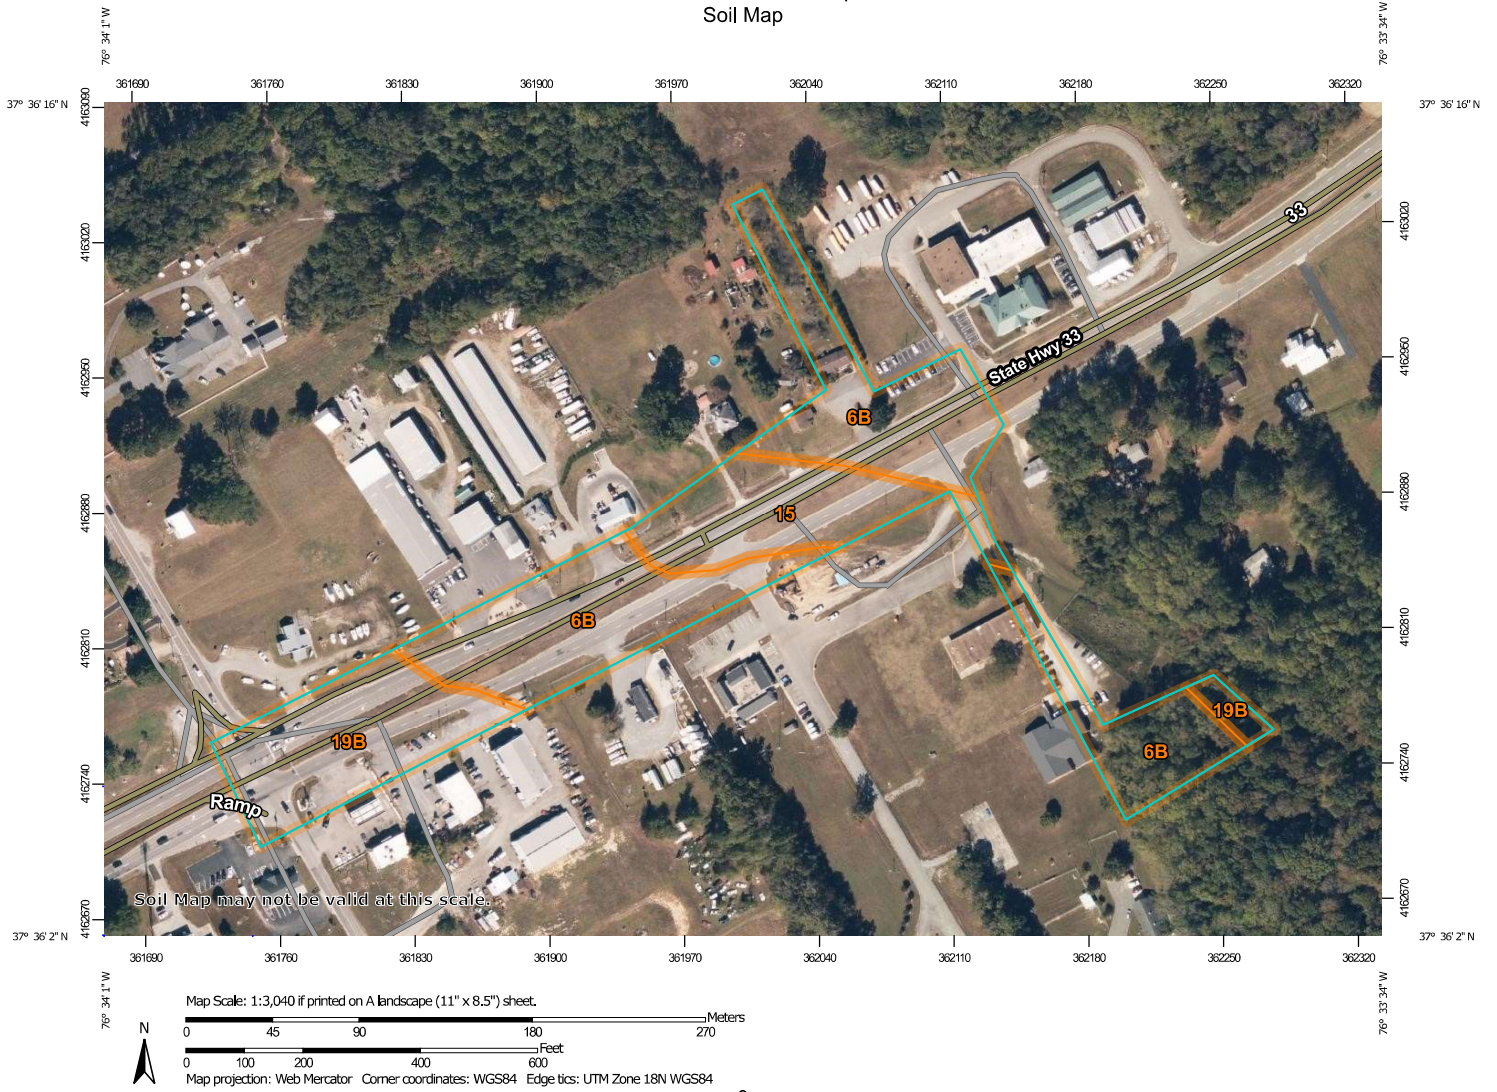 Soil Map
76° 34' 1" W
76° 33' 34" W
361690 361760 361830 361900 361970 362040 362110 362180 362250 362320
37° 36' 16" N
37° 36' 16" N
4163090
4163020
4162950
4162880
4162810
4162740
4162670
4163020
4162950
4162880
4162810
4162740
4162670
33
State Hwy 33
6B
15
6B
19B
19B
6B
Ramp
Soil Map may not be valid at this scale.
37° 36' 2" N
37° 36' 2" N
361690 361760 361830 361900 361970 362040 362110 362180 362250 362320
76° 34' 1" W
76° 33' 34" W
Map Scale: 1:3,040 if printed on A landscape (11" x 8.5") sheet.
N
Meters
0 45 90 180 270
Feet
0 100 200 400 600
Map projection: Web Mercator Corner coordinates: WGS84 Edge tics: UTM Zone 18N WGS84